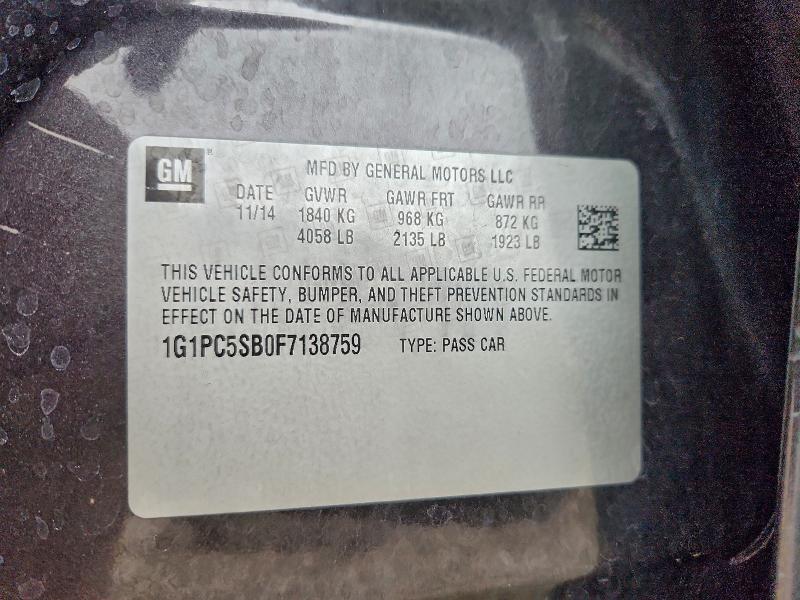 GM
MFD BY GENERAL MOTORS LLC
DATE GVWR GAWR FRT GAWR RR
11/14 1840 KG 968 KG 872 KG
4058 LB 2135 LB 1923 LB
THIS VEHICLE CONFORMS TO ALL APPLICABLE U.S. FEDERAL MOTOR
VEHICLE SAFETY, BUMPER, AND THEFT PREVENTION STANDARDS IN
EFFECT ON THE DATE OF MANUFACTURE SHOWN ABOVE.
1G1PC5SB0F7138759 TYPE: PASS CAR